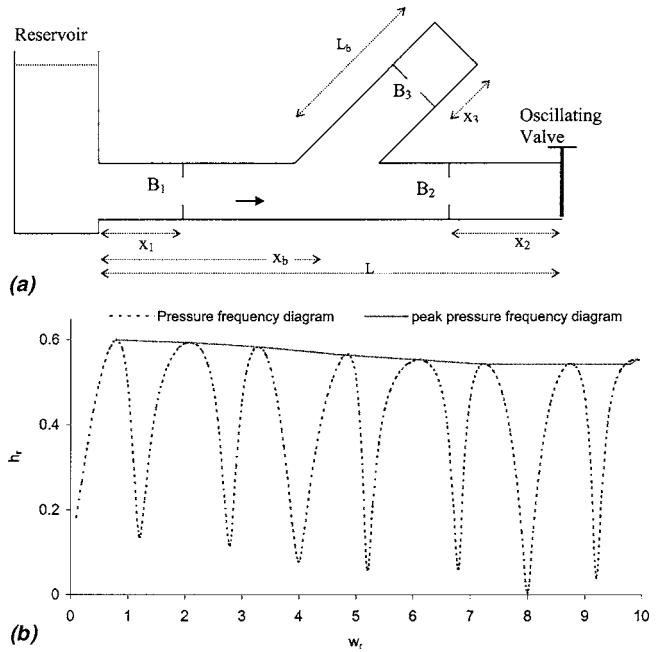 Reservoir
L_b
B_3
x_3
Oscillating
Valve
B_1
B_2
x_1
x_2
x_b
L
(a)
Pressure frequency diagram
peak pressure frequency diagram
0.6
0.4
0.2
0
h_r
0 1 2 3 4 5 6 7 8 9 10
w_r
(b)